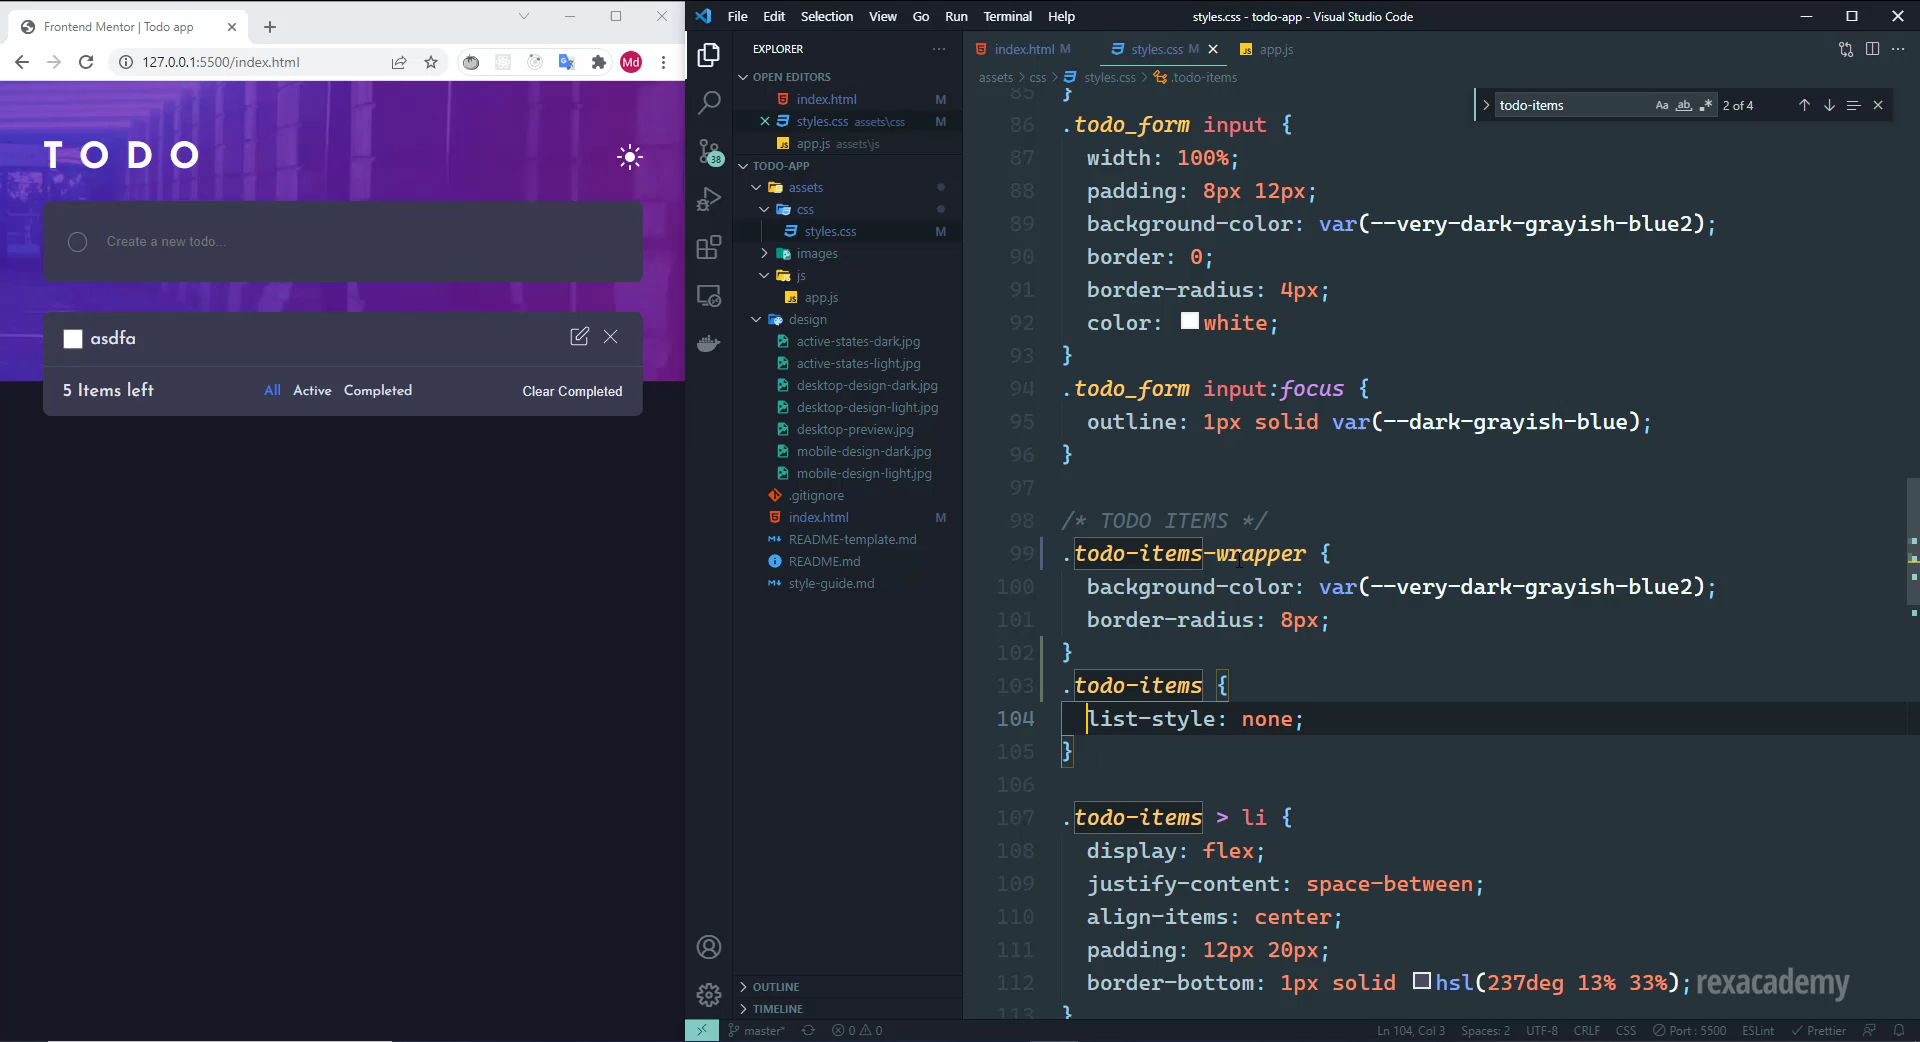 Frontend Mentor | Todo app
127.0.0.1:5500/index.html
Md
TODO
Create a new todo...
asdfa
5 Items left
All Active Completed
Clear Completed
File Edit Selection View Go Run Terminal Help
styles.css - todo-app - Visual Studio Code
EXPLORER
OPEN EDITORS
index.html M
styles.css assets\css M
app.js assets\js
TODO-APP
assets
css
styles.css M
images
js
app.js
design
active-states-dark.jpg
active-states-light.jpg
desktop-design-dark.jpg
desktop-design-light.jpg
desktop-preview.jpg
mobile-design-dark.jpg
mobile-design-light.jpg
.gitignore
index.html M
README-template.md
README.md
style-guide.md
OUTLINE
TIMELINE
38
index.html M
styles.css M
app.js
assets > css > styles.css > .todo-items
todo-items Aa ab 2 of 4
85 }
86 .todo_form input {
87 width: 100%;
88 padding: 8px 12px;
89 background-color: var(--very-dark-grayish-blue2);
90 border: 0;
91 border-radius: 4px;
92 color: white;
93 }
94 .todo_form input:focus {
95 outline: 1px solid var(--dark-grayish-blue);
96 }
97
98 /* TODO ITEMS */
99 .todo-items-wrapper {
100 background-color: var(--very-dark-grayish-blue2);
101 border-radius: 8px;
102 }
103 .todo-items {
104 list-style: none;
105 }
106
107 .todo-items > li {
108 display: flex;
109 justify-content: space-between;
110 align-items: center;
111 padding: 12px 20px;
112 border-bottom: 1px solid hsl(237deg 13% 33%);
113 }
rexacademy
master* 0 0
Ln 104, Col 3 Spaces: 2 UTF-8 CRLF CSS Port : 5500 ESLint Prettier